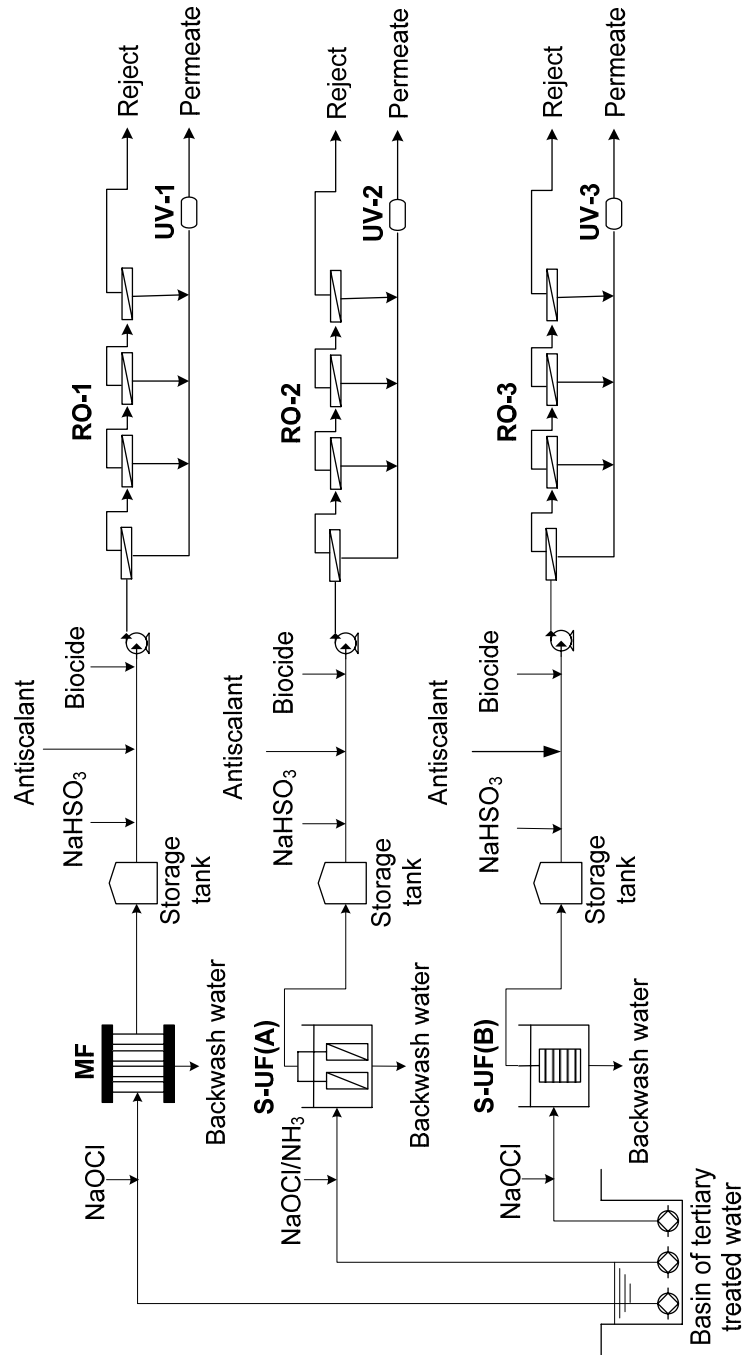 NaOCl
MF
Backwash water
Storage
tank
NaHSO3
Antiscalant
Biocide
RO-1
UV-1
Reject
Permeate
NaOCl/NH3
S-UF(A)
Backwash water
Storage
tank
NaHSO3
Antiscalant
Biocide
RO-2
UV-2
Reject
Permeate
Basin of tertiary
treated water
NaOCl
S-UF(B)
Backwash water
Storage
tank
NaHSO3
Antiscalant
Biocide
RO-3
UV-3
Reject
Permeate